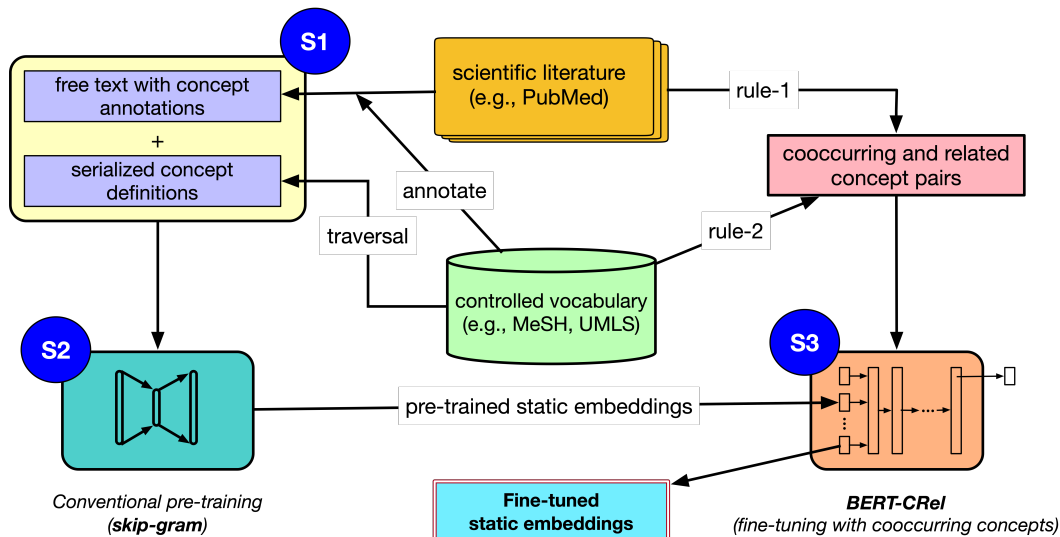 S1
free text with concept
annotations
+
serialized concept
definitions
scientific literature
(e.g., PubMed)
rule-1
cooccurring and related
concept pairs
annotate
traversal
rule-2
controlled vocabulary
(e.g., MeSH, UMLS)
S2
S3
pre-trained static embeddings
Conventional pre-training
(skip-gram)
Fine-tuned
static embeddings
BERT-CRel
(fine-tuning with cooccurring concepts)